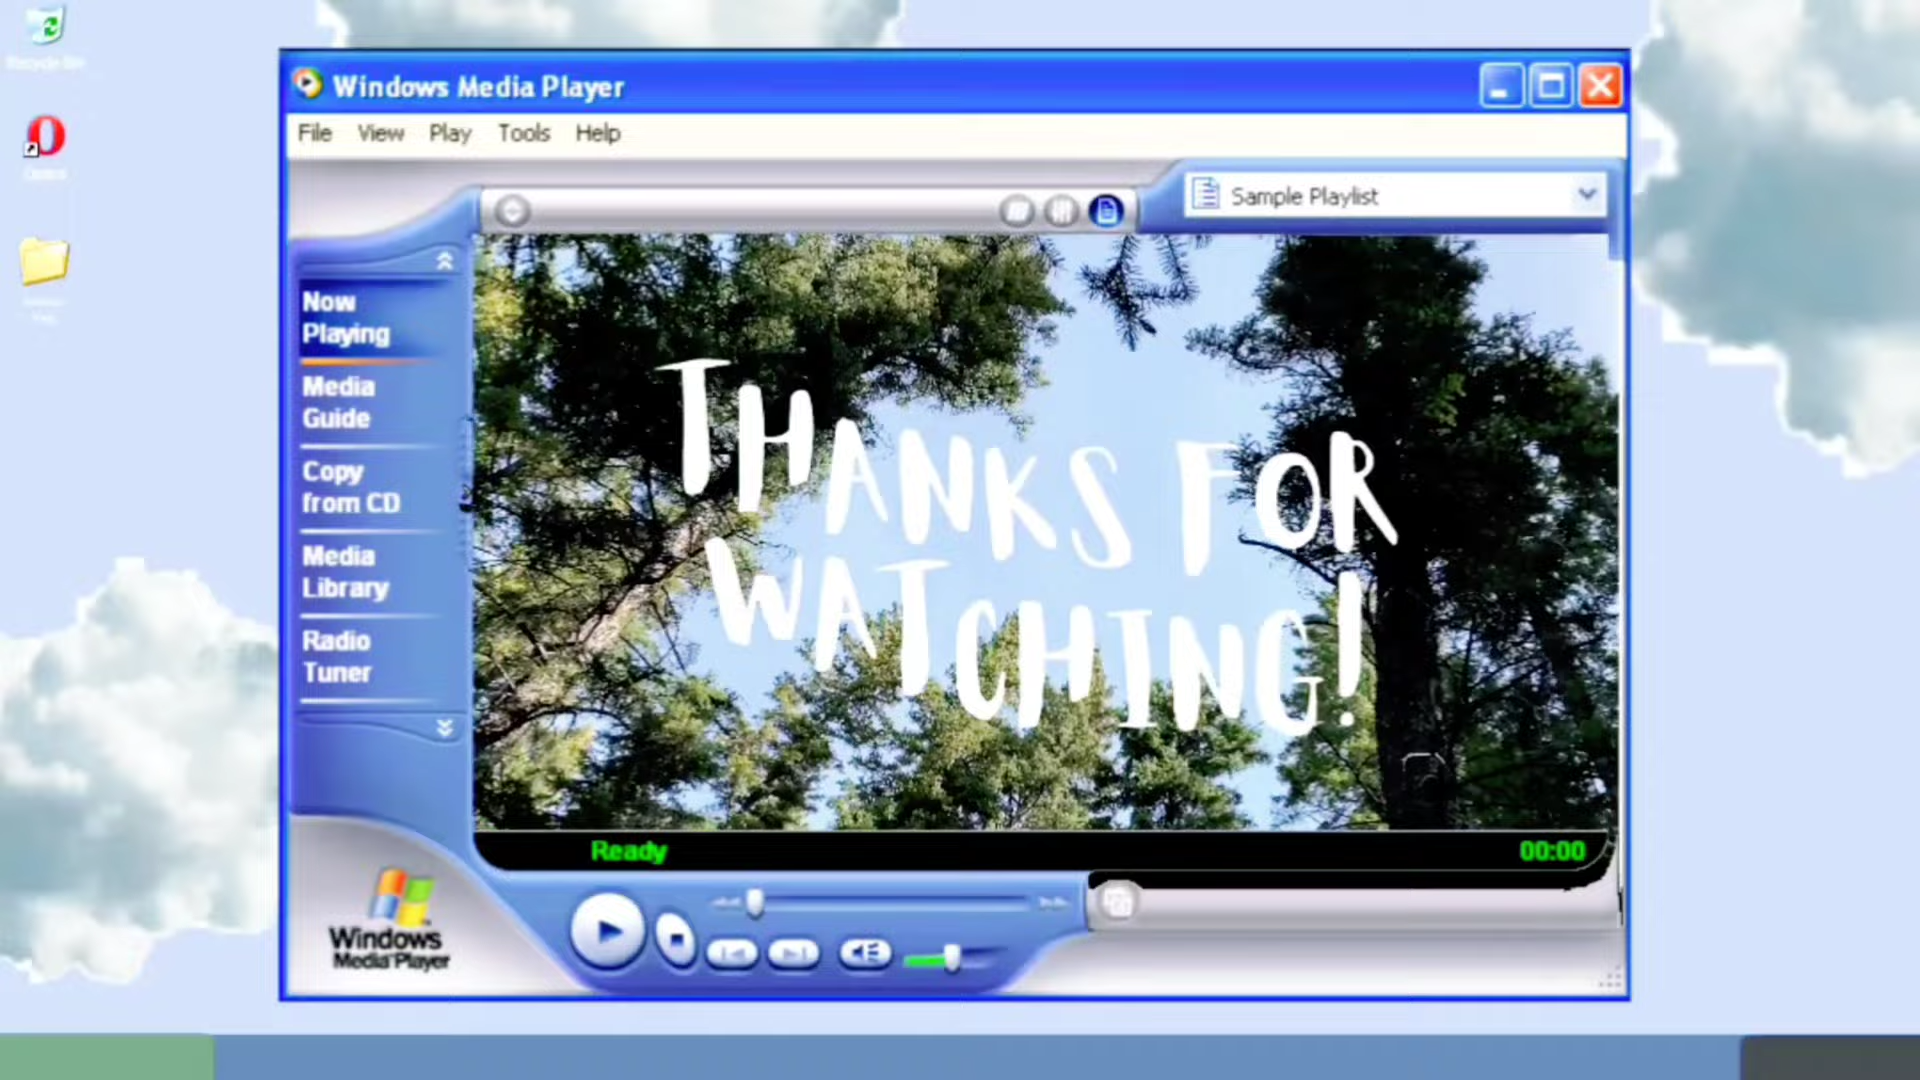 Windows Media Player
File View Play Tools Help
Sample Playlist
Now
Playing
Media
Guide
Copy
from CD
Media
Library
Radio
Tuner
THANKS FOR
WATCHING!
Ready
00:00
Windows
Media Player